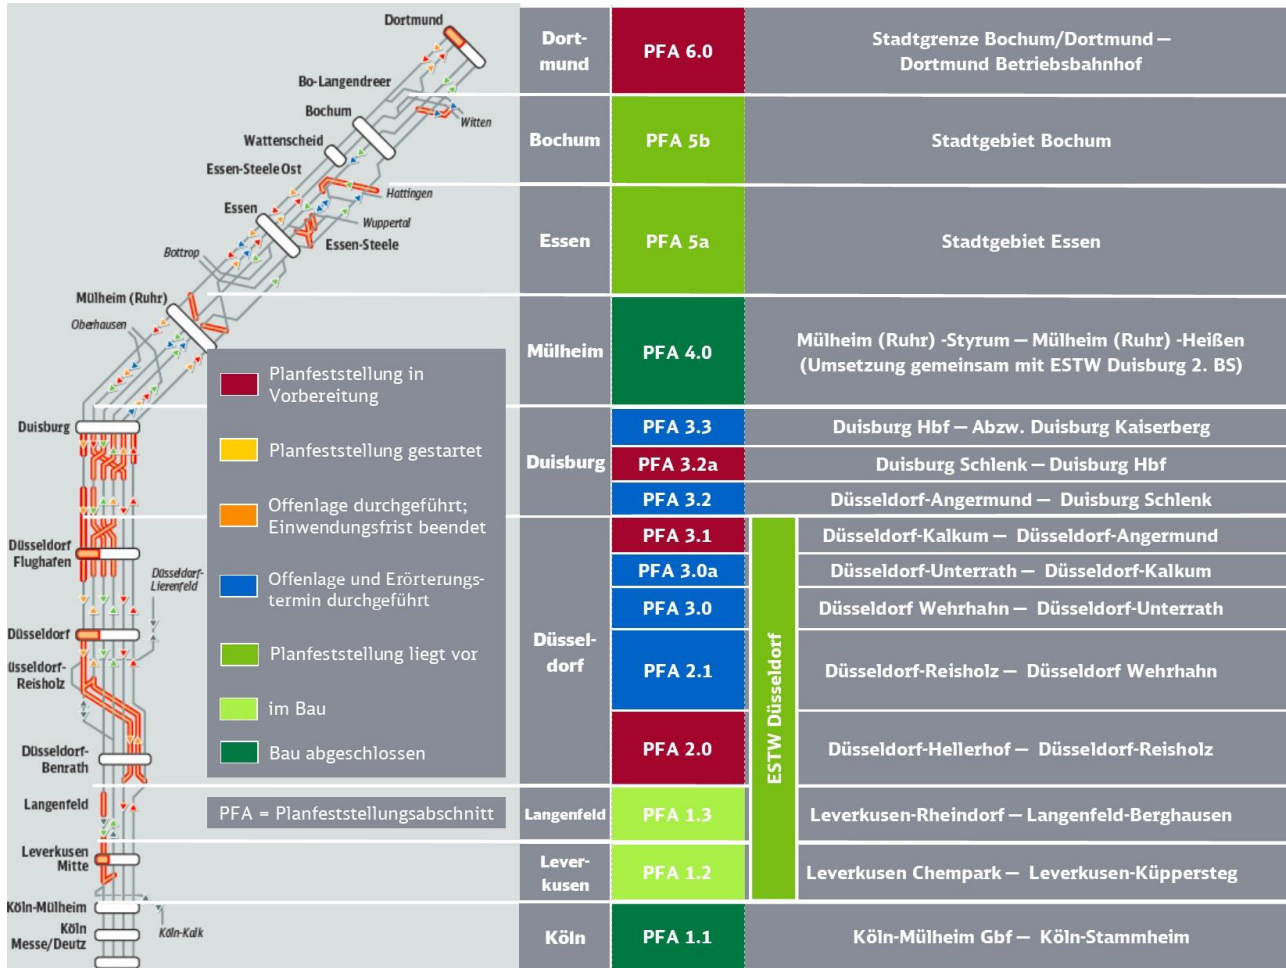 Dortmund
Bo-Langendreer
Bochum
Witten
Wattenscheid
Essen-Steele Ost
Hattingen
Essen
Wuppertal
Essen-Steele
Bottrop
Mülheim (Ruhr)
Oberhausen
Duisburg
Düsseldorf
Flughafen
Düsseldorf-
Lierenfeld
Düsseldorf
üsseldorf-
Reisholz
Düsseldorf-
Benrath
Langenfeld
Leverkusen
Mitte
Köln-Mülheim
Köln
Messe/Deutz
Köln-Kalk
Planfeststellung in
Vorbereitung
Planfeststellung gestartet
Offenlage durchgeführt;
Einwendungsfrist beendet
Offenlage und Erörterungs-
termin durchgeführt
Planfeststellung liegt vor
im Bau
Bau abgeschlossen
PFA = Planfeststellungsabschnitt
Dort-
mund
PFA 6.0
Stadtgrenze Bochum/Dortmund –
Dortmund Betriebsbahnhof
Bochum
PFA 5b
Stadtgebiet Bochum
Essen
PFA 5a
Stadtgebiet Essen
Mülheim
PFA 4.0
Mülheim (Ruhr) -Styrum – Mülheim (Ruhr) -Heißen
(Umsetzung gemeinsam mit ESTW Duisburg 2. BS)
Duisburg
PFA 3.3
Duisburg Hbf – Abzw. Duisburg Kaiserberg
PFA 3.2a
Duisburg Schlenk – Duisburg Hbf
PFA 3.2
Düsseldorf-Angermund – Duisburg Schlenk
Düssel-
dorf
PFA 3.1
Düsseldorf-Kalkum – Düsseldorf-Angermund
PFA 3.0a
Düsseldorf-Unterrath – Düsseldorf-Kalkum
PFA 3.0
Düsseldorf Wehrhahn – Düsseldorf-Unterrath
PFA 2.1
Düsseldorf-Reisholz – Düsseldorf Wehrhahn
PFA 2.0
Düsseldorf-Hellerhof – Düsseldorf-Reisholz
ESTW Düsseldorf
Langenfeld
PFA 1.3
Leverkusen-Rheindorf – Langenfeld-Berghausen
Lever-
kusen
PFA 1.2
Leverkusen Chempark – Leverkusen-Küppersteg
Köln
PFA 1.1
Köln-Mülheim Gbf – Köln-Stammheim